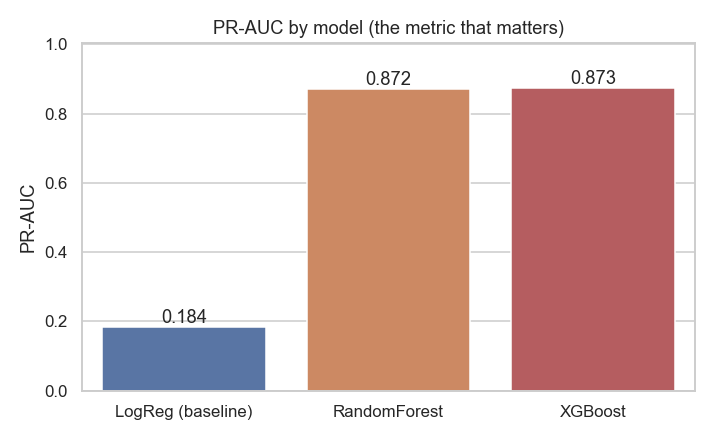 PR-AUC by model (the metric that matters)
PR-AUC
1.0
0.8
0.6
0.4
0.2
0.0
0.184
0.872
0.873
LogReg (baseline)
RandomForest
XGBoost